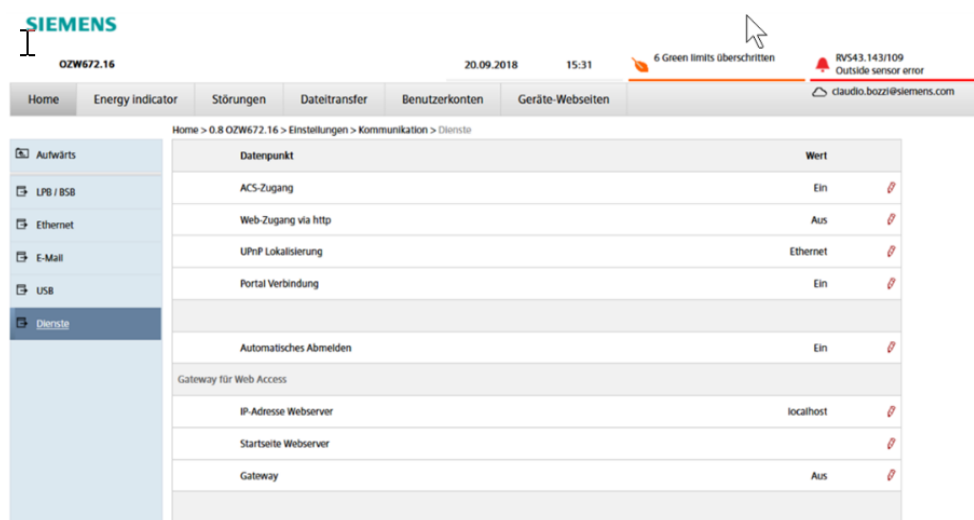 SIEMENS
OZW672.16
20.09.2018 15:31
6 Green limits überschritten
RVS43.143/109
Outside sensor error
Home Energy indicator Störungen Dateitransfer Benutzerkonten Geräte-Webseiten
claudio.bozzi@siemens.com
Home > 0.8 OZW672.16 > Einstellungen > Kommunikation > Dienste
Aufwärts
LPB / BSB
Ethernet
E-Mail
USB
Dienste
Datenpunkt Wert
ACS-Zugang Ein
Web-Zugang via http Aus
UPnP Lokalisierung Ethernet
Portal Verbindung Ein
Automatisches Abmelden Ein
Gateway für Web Access
IP-Adresse Webserver localhost
Startseite Webserver
Gateway Aus